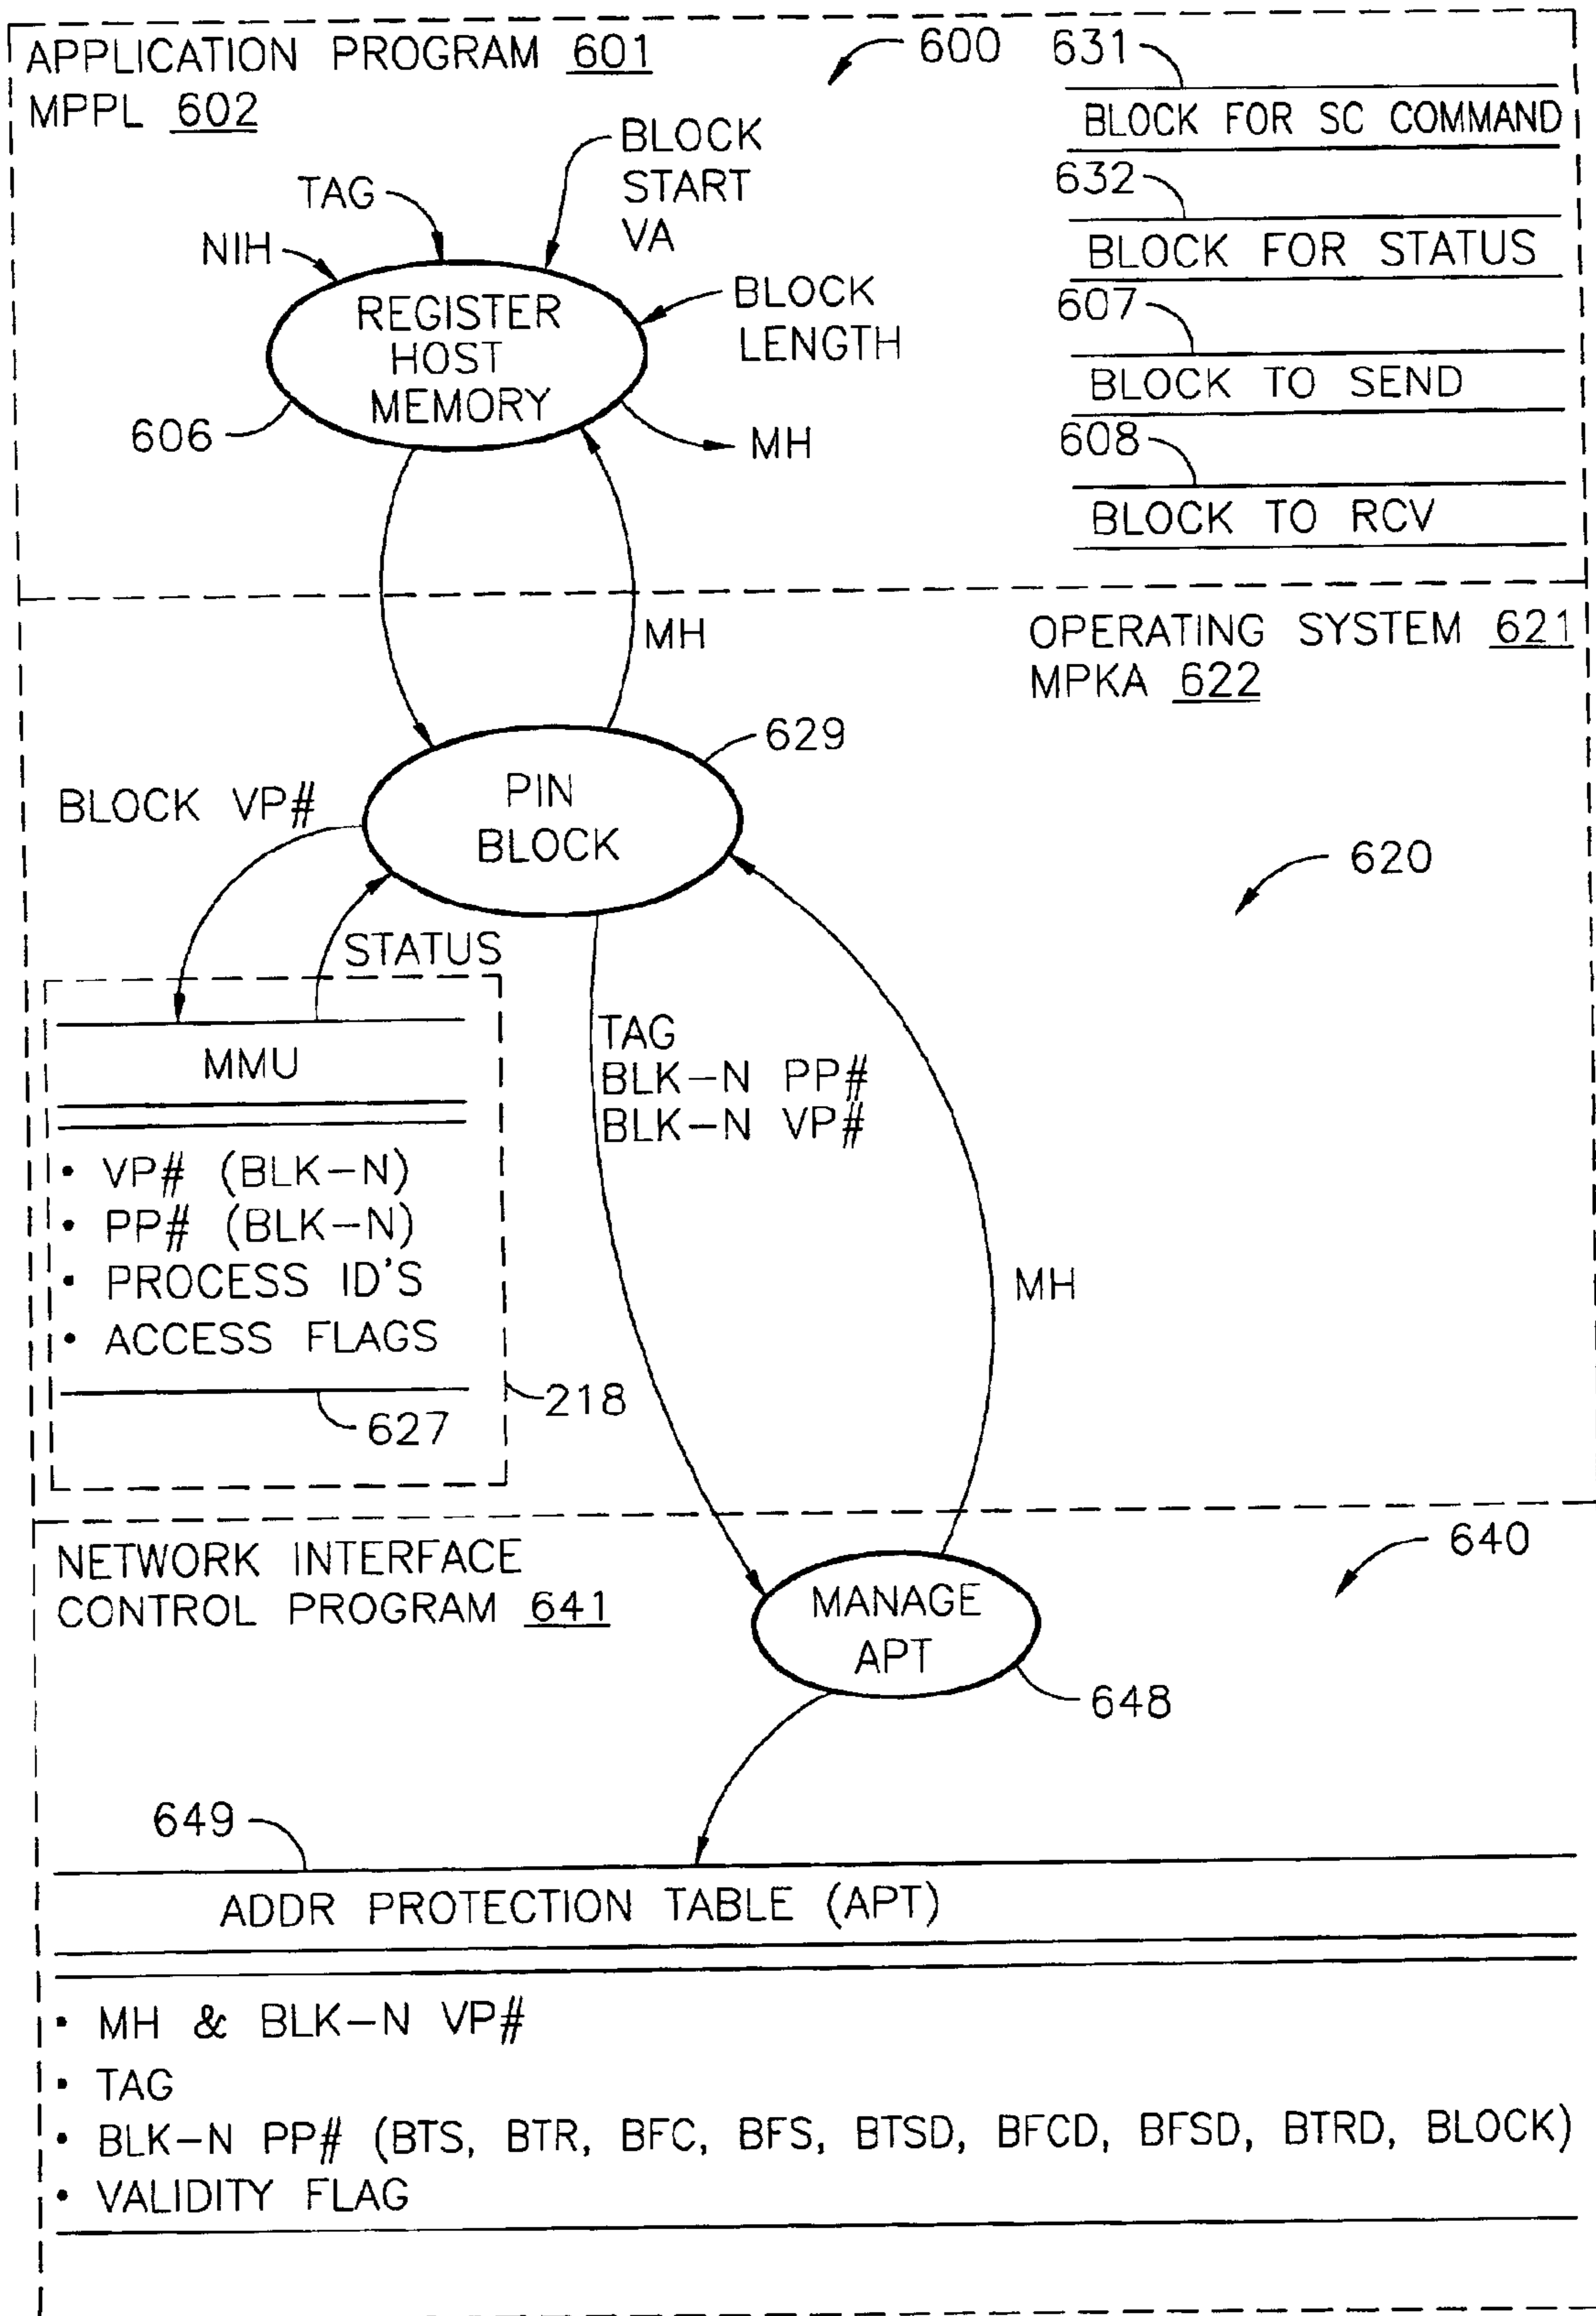 APPLICATION PROGRAM 601
MPPL 602
600
631
BLOCK FOR SC COMMAND
632
BLOCK FOR STATUS
607
BLOCK TO SEND
608
BLOCK TO RCV
BLOCK
START
VA
TAG
NIH
BLOCK
LENGTH
REGISTER
HOST
MEMORY
606
MH
MH
OPERATING SYSTEM 621
MPKA 622
629
PIN
BLOCK
BLOCK VP#
620
STATUS
MMU
• VP# (BLK-N)
• PP# (BLK-N)
• PROCESS ID'S
• ACCESS FLAGS
218
627
TAG
BLK-N PP#
BLK-N VP#
MH
NETWORK INTERFACE
CONTROL PROGRAM 641
640
MANAGE
APT
648
649
ADDR PROTECTION TABLE (APT)
• MH & BLK-N VP#
• TAG
• BLK-N PP# (BTS, BTR, BFC, BFS, BTSD, BFCD, BFSD, BTRD, BLOCK)
• VALIDITY FLAG